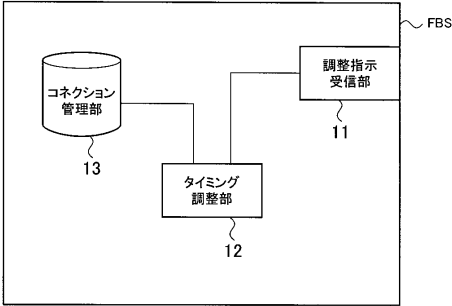 FBS
コネクション
管理部
13
調整指示
受信部
11
タイミング
調整部
12